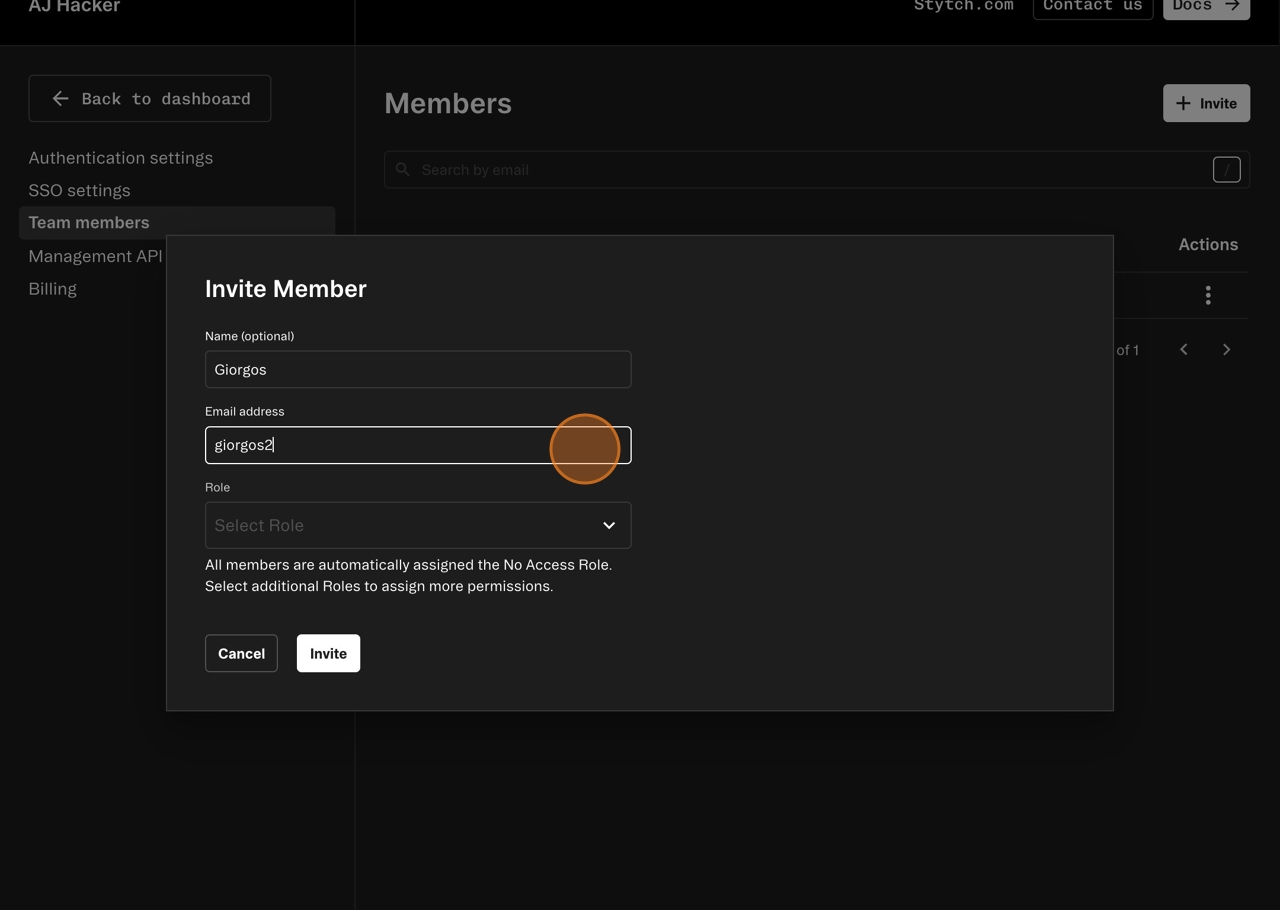 AJ Hacker
Stytch.com
Contact us
Docs →
← Back to dashboard
Members
+ Invite
Authentication settings
Search by email
/
SSO settings
Team members
Actions
Management API
Billing
Invite Member
Name (optional)
Giorgos
of 1
Email address
giorgos2
Role
Select Role
All members are automatically assigned the No Access Role.
Select additional Roles to assign more permissions.
Cancel
Invite